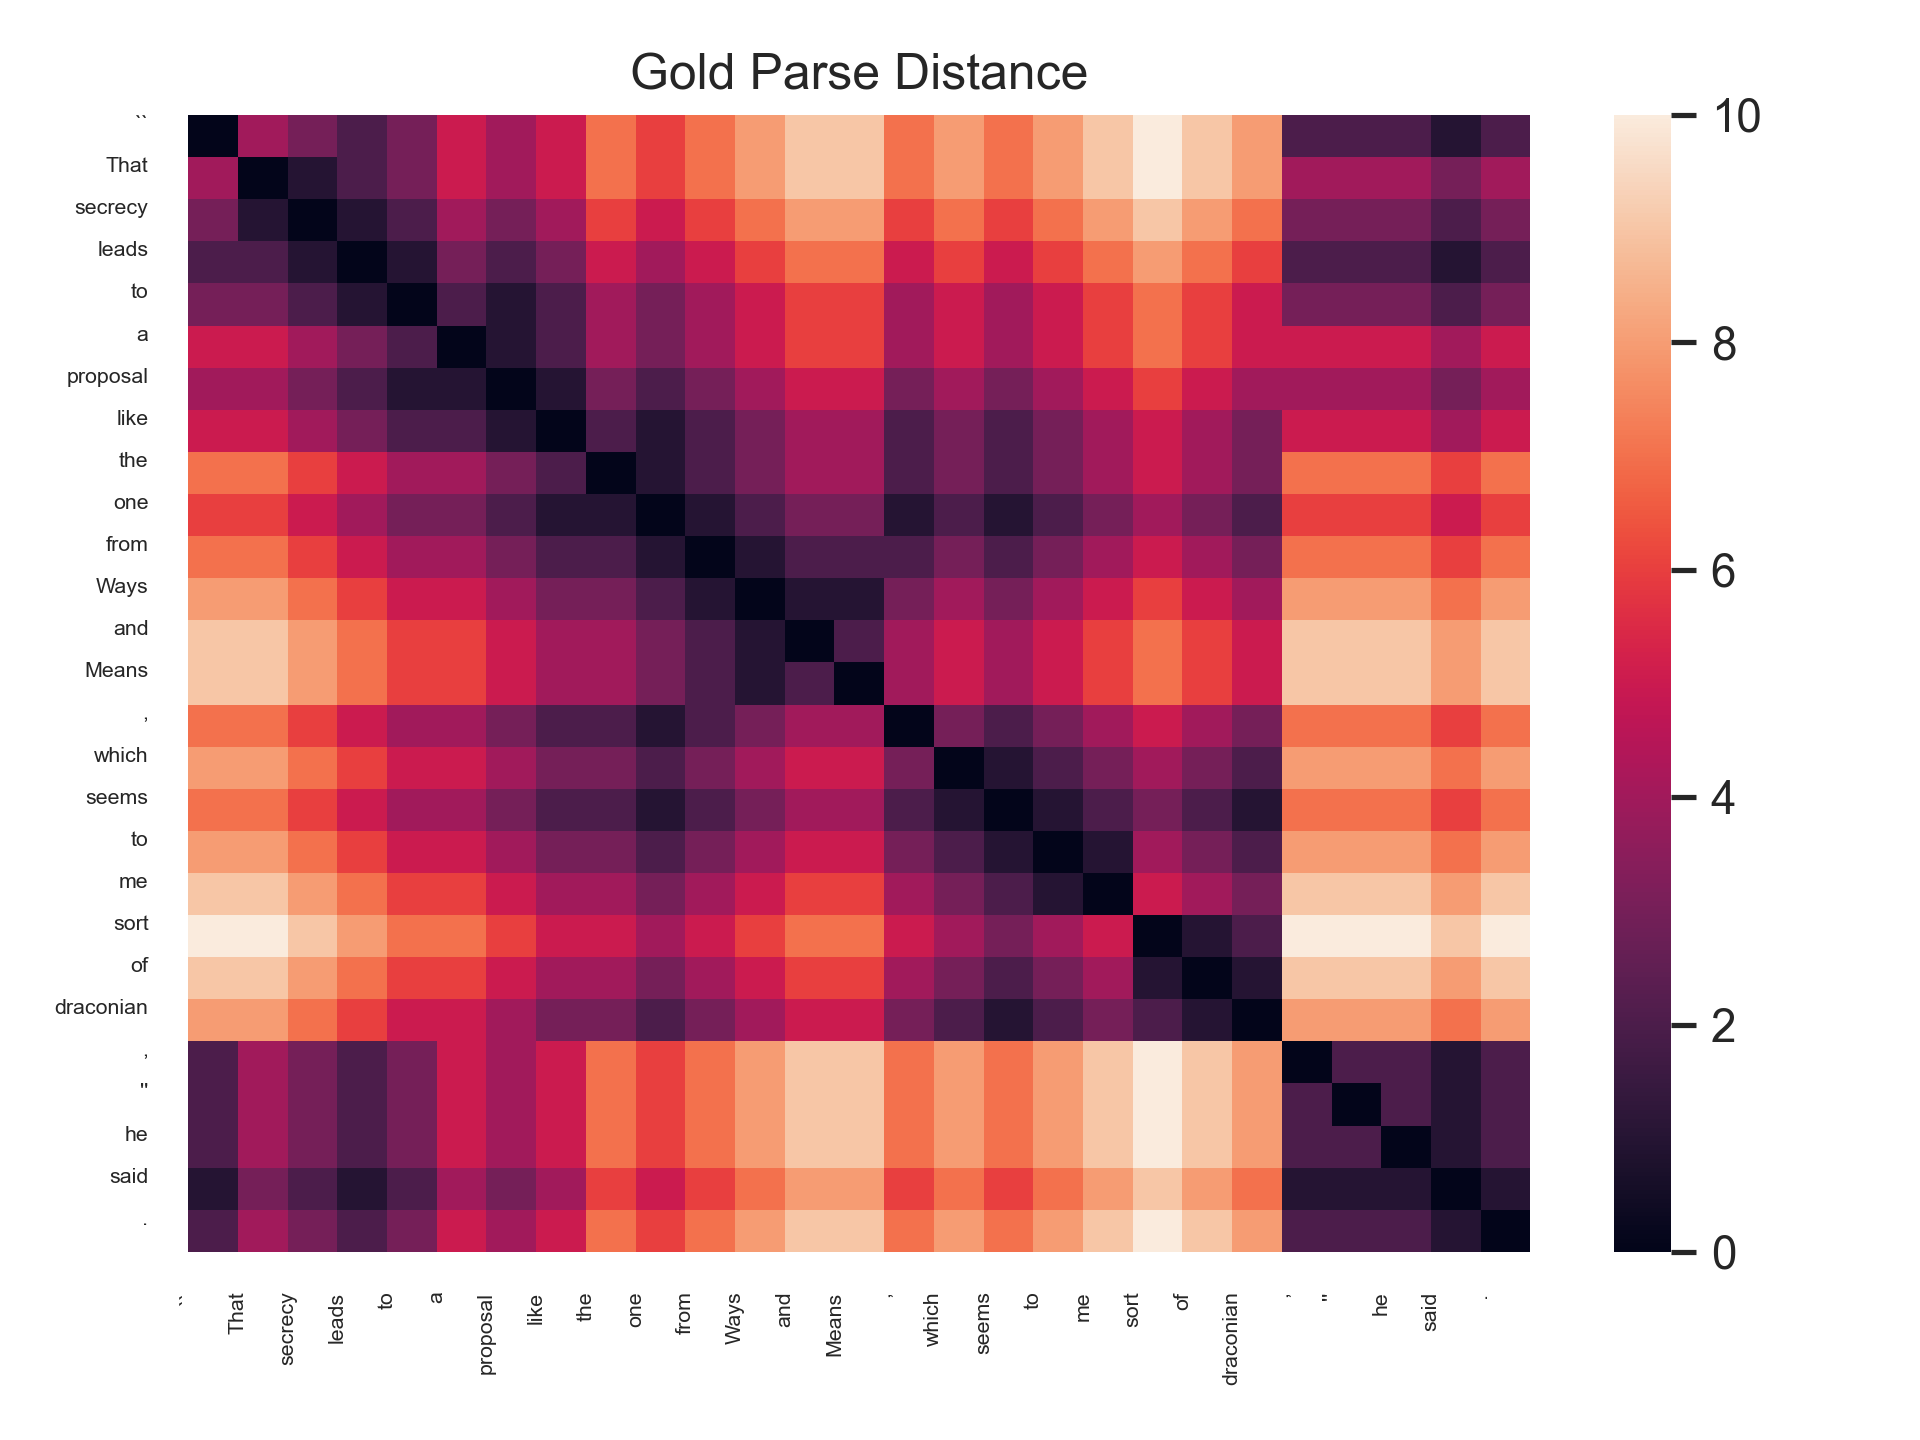 Gold Parse Distance
``
That
secrecy
leads
to
a
proposal
like
the
one
from
Ways
and
Means
,
which
seems
to
me
sort
of
draconian
,
''
he
said
.
10
8
6
4
2
0
`` That secrecy leads to a proposal like the one from Ways and Means , which seems to me sort of draconian , '' he said .